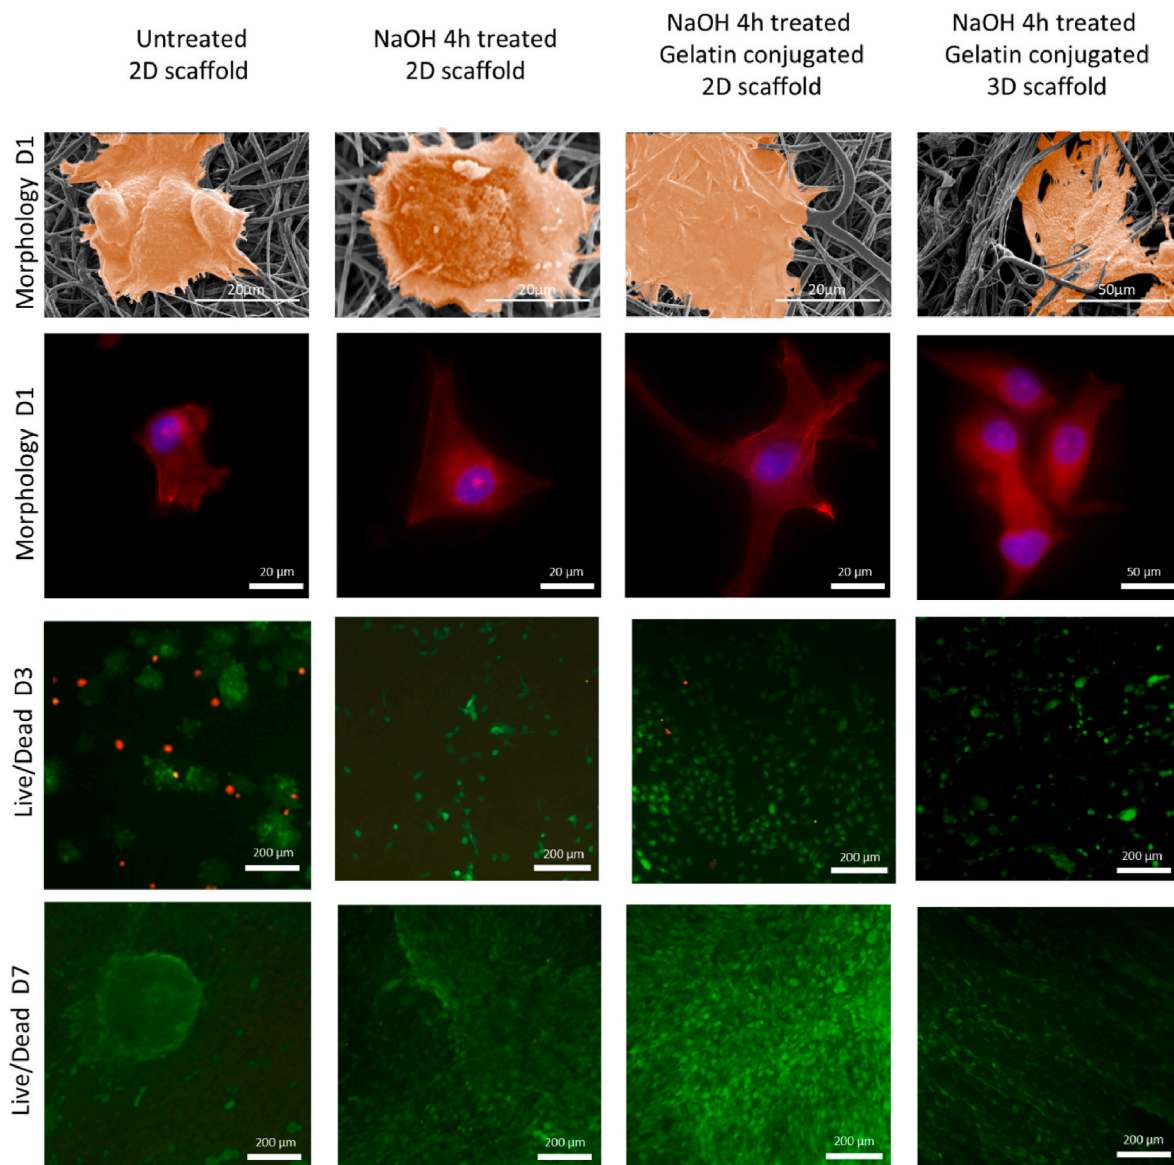 Untreated
2D scaffold
NaOH 4h treated
2D scaffold
NaOH 4h treated
Gelatin conjugated
2D scaffold
NaOH 4h treated
Gelatin conjugated
3D scaffold
Morphology D1
20µm
20µm
20µm
50µm
Morphology D1
20 µm
20 µm
20 µm
50 µm
Live/Dead D3
200 µm
200 µm
200 µm
200 µm
Live/Dead D7
200 µm
200 µm
200 µm
200 µm